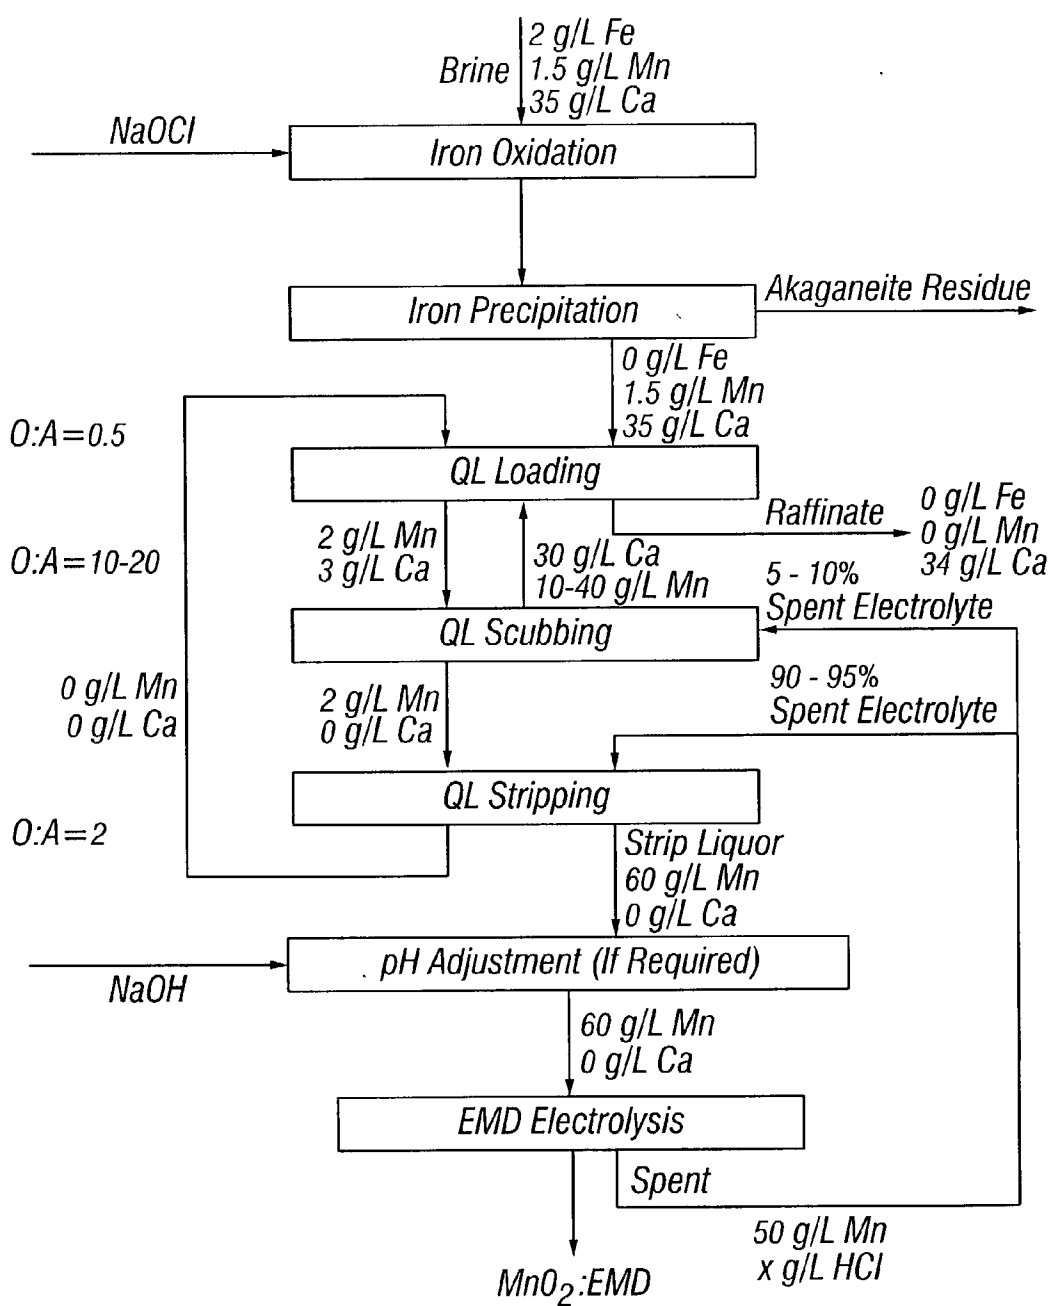 2 g/L Fe
Brine
1.5 g/L Mn
35 g/L Ca
NaOCl
Iron Oxidation
Iron Precipitation
Akaganeite Residue
0 g/L Fe
1.5 g/L Mn
35 g/L Ca
O:A=0.5
QL Loading
Raffinate
0 g/L Fe
0 g/L Mn
34 g/L Ca
2 g/L Mn
3 g/L Ca
30 g/L Ca
10-40 g/L Mn
O:A=10-20
5 - 10%
Spent Electrolyte
QL Scubbing
0 g/L Mn
0 g/L Ca
2 g/L Mn
0 g/L Ca
90 - 95%
Spent Electrolyte
QL Stripping
O:A=2
Strip Liquor
60 g/L Mn
0 g/L Ca
pH Adjustment (If Required)
NaOH
60 g/L Mn
0 g/L Ca
EMD Electrolysis
Spent
50 g/L Mn
x g/L HCl
MnO2:EMD